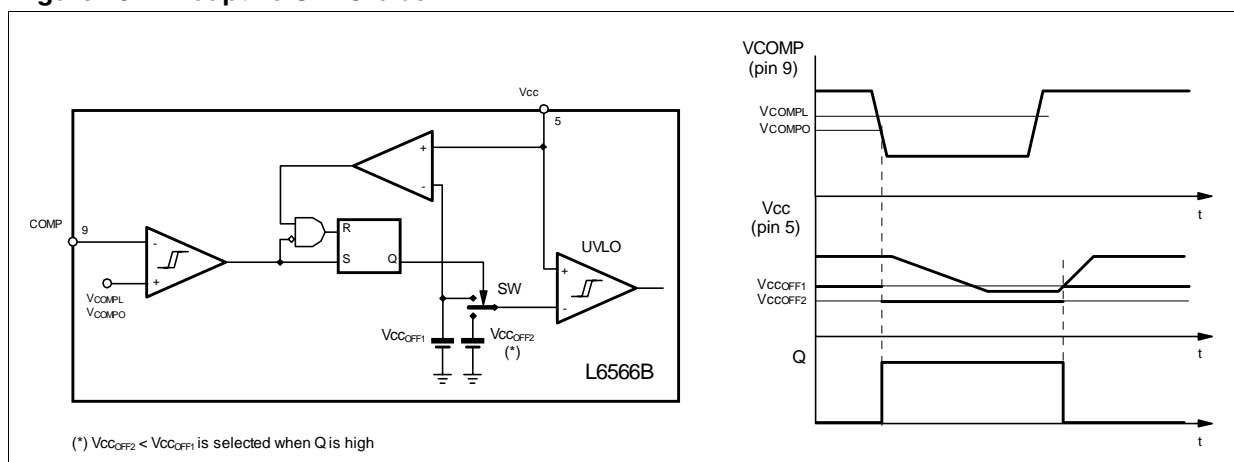 Vcc
5
COMP
9
+
-
-
+
VCOMPL
VCOMPO
R
S
Q
SW
UVLO
+
-
VccOFF1
VccOFF2
(*)
L6566B
(*) VccOFF2 < VccOFF1 is selected when Q is high
VCOMP
(pin 9)
VCOMPL
VCOMPO
t
Vcc
(pin 5)
VccOFF1
VccOFF2
t
Q
t